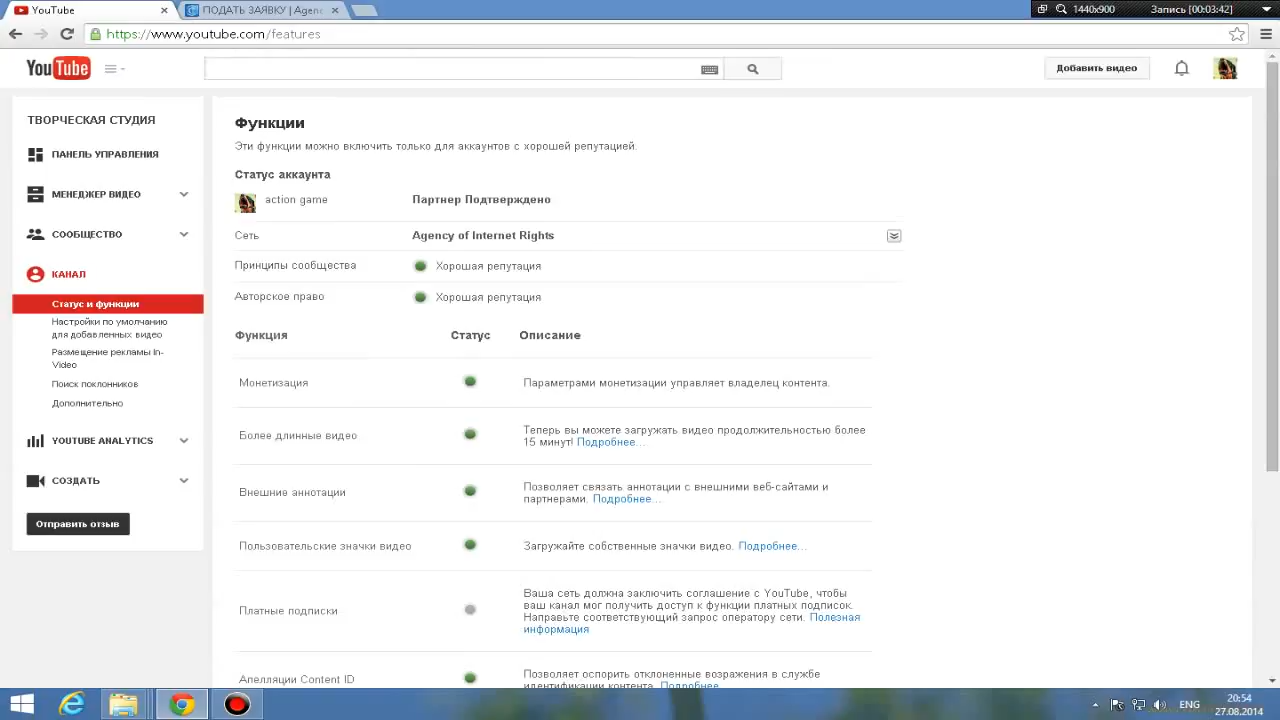 YouTube
ПОДАТЬ ЗАЯВКУ | Agenc
1440x900
Запись [00:03:42]
https://www.youtube.com/features
YouTube
Добавить видео
ТВОРЧЕСКАЯ СТУДИЯ
ПАНЕЛЬ УПРАВЛЕНИЯ
МЕНЕДЖЕР ВИДЕО
СООБЩЕСТВО
КАНАЛ
Статус и функции
Настройки по умолчанию
для добавленных видео
Размещение рекламы In-
Video
Поиск поклонников
Дополнительно
YOUTUBE ANALYTICS
СОЗДАТЬ
Отправить отзыв
Функции
Эти функции можно включить только для аккаунтов с хорошей репутацией.
Статус аккаунта
action game Партнер Подтверждено
Сеть Agency of Internet Rights
Принципы сообщества Хорошая репутация
Авторское право Хорошая репутация
Функция Статус Описание
Монетизация Параметрами монетизации управляет владелец контента.
Более длинные видео Теперь вы можете загружать видео продолжительностью более
15 минут! Подробнее...
Внешние аннотации Позволяет связать аннотации с внешними веб-сайтами и
партнерами. Подробнее...
Пользовательские значки видео Загружайте собственные значки видео. Подробнее...
Платные подписки Ваша сеть должна заключить соглашение с YouTube, чтобы
ваш канал мог получить доступ к функции платных подписок.
Направьте соответствующий запрос оператору сети. Полезная
информация
Апелляции Content ID Позволяет оспорить отклоненные возражения в службе
идентификации контента. Подробнее...
ENG
20:54
27.08.2014